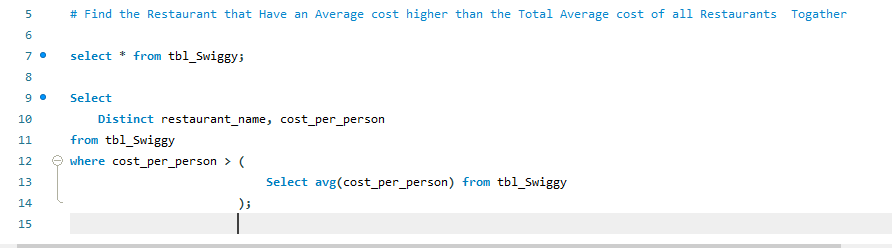 5 # Find the Restaurant that Have an Average cost higher than the Total Average cost of all Restaurants  Togather
6
7 select * from tbl_Swiggy;
8
9 Select
10 Distinct restaurant_name, cost_per_person
11 from tbl_Swiggy
12 where cost_per_person > (
13 Select avg(cost_per_person) from tbl_Swiggy
14 );
15